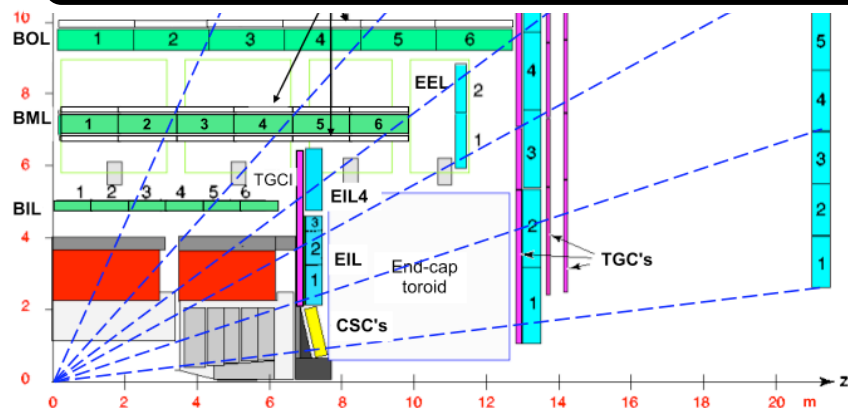 10
BOL 1 2 3 4 5 6 4 5
8
EEL 2
4
BML 1 2 3 4 5 6 1 3
6
TGCI
1 2 3 4 5 6
BIL
EIL4
3
2
4
3
2 EIL
End-cap
toroid
2
TGC's
1
1
2
CSC's
1
0
z
0 2 4 6 8 10 12 14 16 20 m